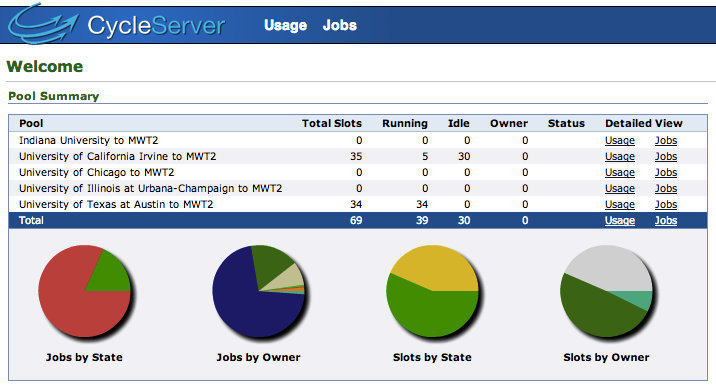 CycleServer Usage Jobs
Welcome
Pool Summary
Pool Total Slots Running Idle Owner Status Detailed View
Indiana University to MWT2 0 0 0 0 Usage Jobs
University of California Irvine to MWT2 35 5 30 0 Usage Jobs
University of Chicago to MWT2 0 0 0 0 Usage Jobs
University of Illinois at Urbana-Champaign to MWT2 0 0 0 0 Usage Jobs
University of Texas at Austin to MWT2 34 34 0 0 Usage Jobs
Total 69 39 30 0 Usage Jobs
Jobs by State Jobs by Owner Slots by State Slots by Owner